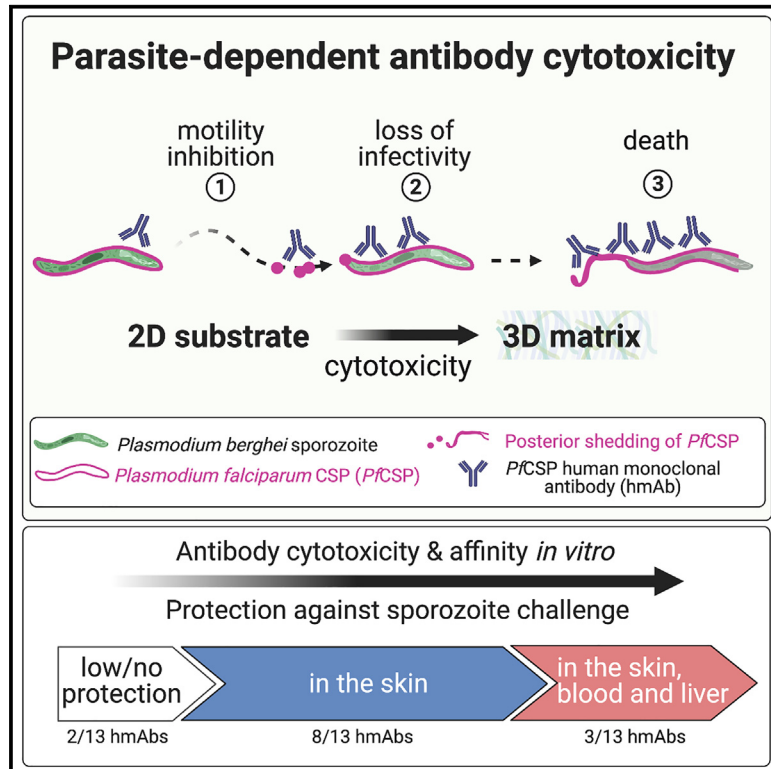 Parasite-dependent antibody cytotoxicity
motility
inhibition
①
loss of
infectivity
②
death
③
2D substrate
cytotoxicity
3D matrix
Plasmodium berghei sporozoite
Plasmodium falciparum CSP (PfCSP)
Posterior shedding of PfCSP
PfCSP human monoclonal
antibody (hmAb)
Antibody cytotoxicity & affinity in vitro
Protection against sporozoite challenge
low/no
protection
in the skin
in the skin,
blood and liver
2/13 hmAbs
8/13 hmAbs
3/13 hmAbs